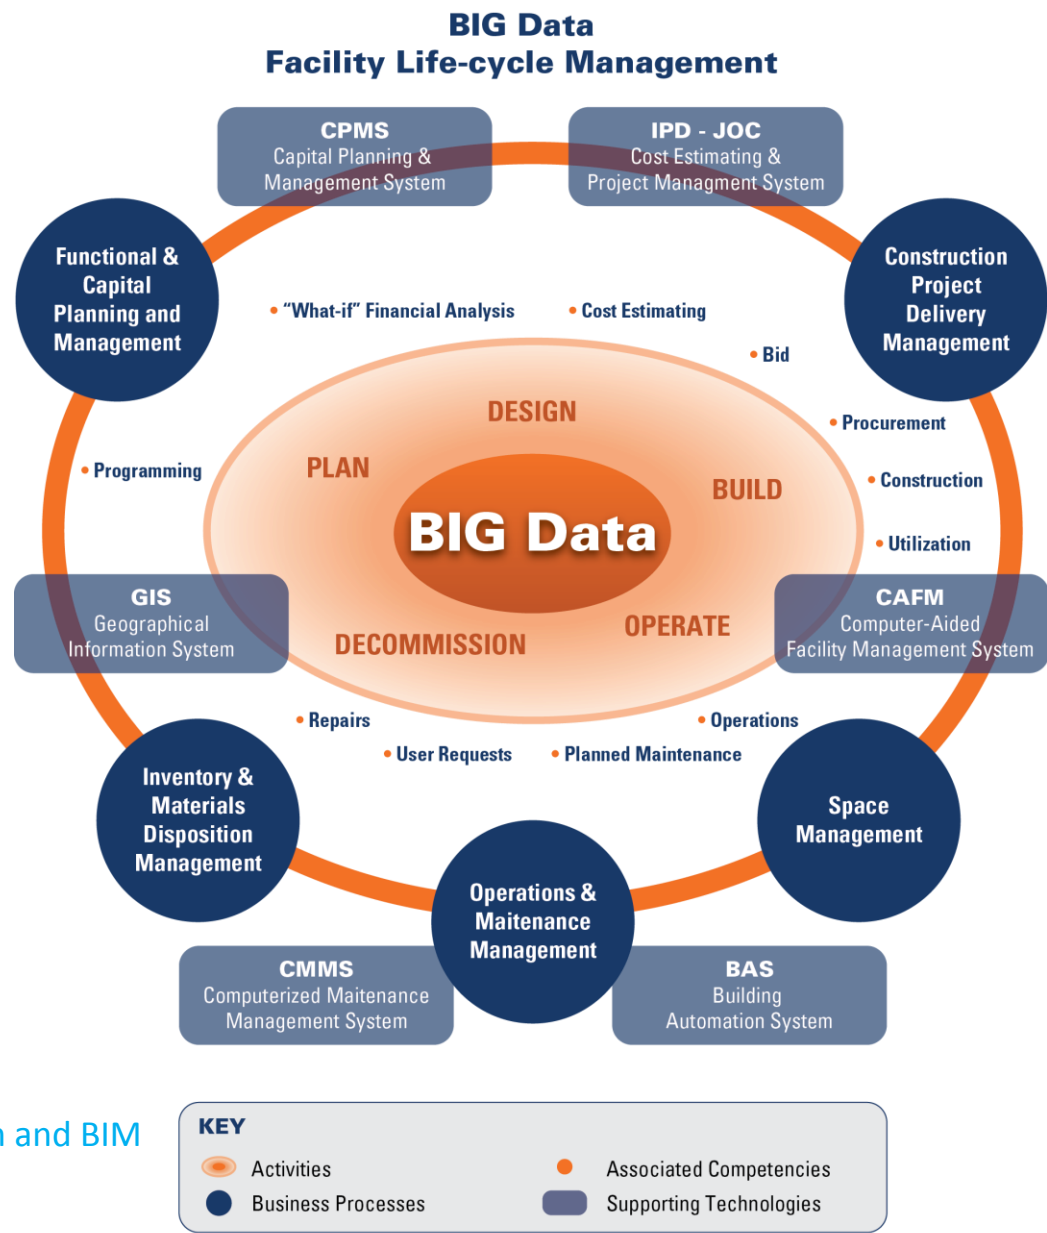 BIG Data
Facility Life-cycle Management
CPMS
Capital Planning &
Management System
IPD - JOC
Cost Estimating &
Project Managment System
Functional &
Capital
Planning and
Management
Construction
Project
Delivery
Management
• “What-if” Financial Analysis
• Cost Estimating
• Bid
• Procurement
• Construction
• Utilization
• Programming
DESIGN
PLAN
BUILD
BIG Data
OPERATE
DECOMMISSION
GIS
Geographical
Information System
CAFM
Computer-Aided
Facility Management System
• Repairs
• User Requests
• Planned Maintenance
• Operations
Inventory &
Materials
Disposition
Management
Space
Management
Operations &
Maitenance
Management
CMMS
Computerized Maitenance
Management System
BAS
Building
Automation System
and BIM
KEY
Activities
Associated Competencies
Business Processes
Supporting Technologies